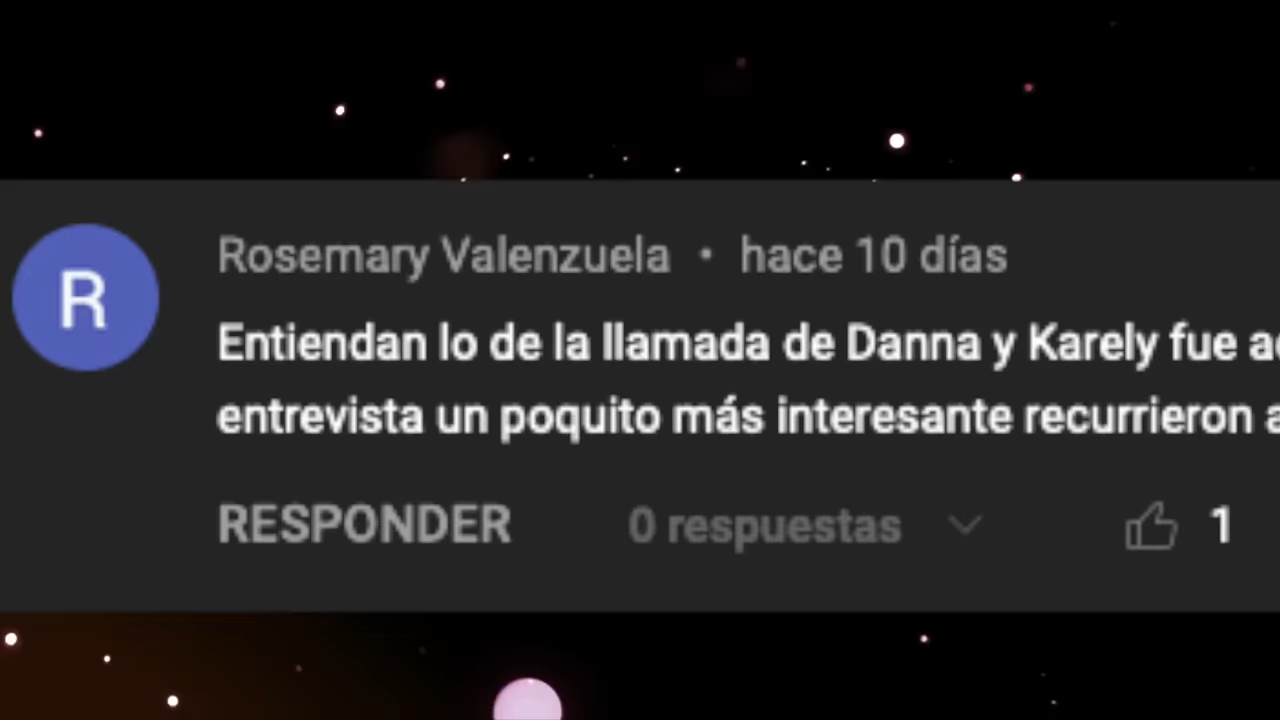 R
Rosemary Valenzuela • hace 10 días
Entiendan lo de la llamada de Danna y Karely fue
entrevista un poquito más interesante recurrieron
RESPONDER 0 respuestas 1